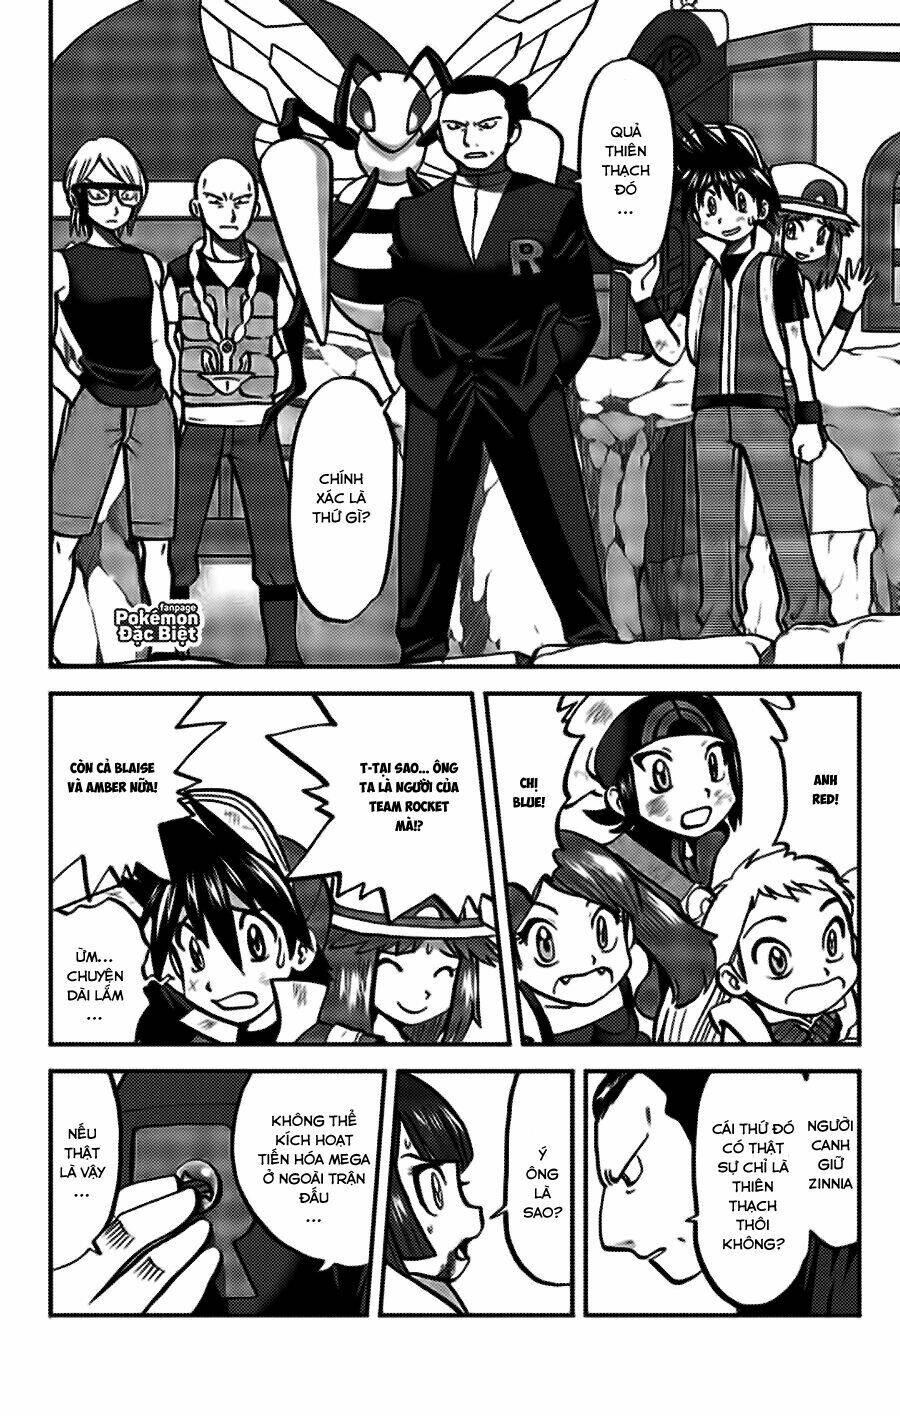 QUẢ
THIÊN
THẠCH
ĐÓ
...
R
CHÍNH
XÁC LÀ
THỨ GÌ?
fanpage
Pokémon
Đặc Biệt
ANH
RED!
CHỊ
BLUE!
T-TẠI SAO... ÔNG
TA LÀ NGƯỜI CỦA
TEAM ROCKET
MÀ!?
CÒN CẢ BLAISE
VÀ AMBER NỮA!
ỪM...
CHUYỆN
DÀI LẮM
...
NGƯỜI
CANH
GIỮ
ZINNIA
CÁI THỨ ĐÓ
CÓ THẬT
SỰ CHỈ LÀ
THIÊN
THẠCH
THÔI
KHÔNG?
Ý
ÔNG
LÀ
SAO?
KHÔNG THỂ
KÍCH HOẠT
TIẾN HÓA MEGA
Ở NGOÀI TRẬN
ĐẤU
...
NẾU
THẬT
LÀ VẬY
...